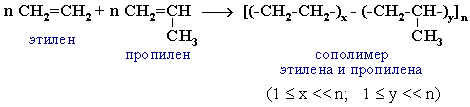 n CH₂=CH₂ + n CH₂=CH ⟶ [(-CH₂-CH₂-)ₓ - (-CH₂-CH-)ᵧ]ₙ
CH₃ CH₃
этилен пропилен сополимер
этилена и пропилена
(1 ≤ x << n; 1 ≤ y << n)